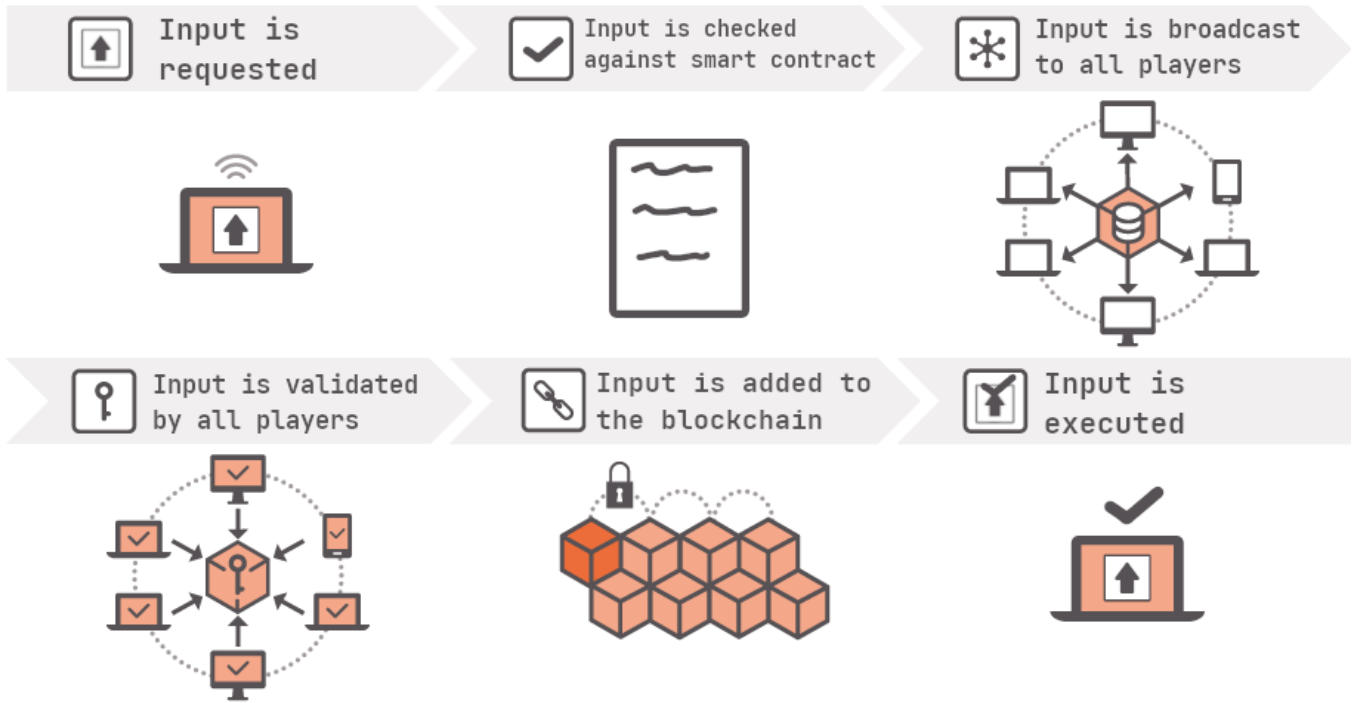 Input is
requested
Input is checked
against smart contract
Input is broadcast
to all players
Input is validated
by all players
Input is added to
the blockchain
Input is
executed